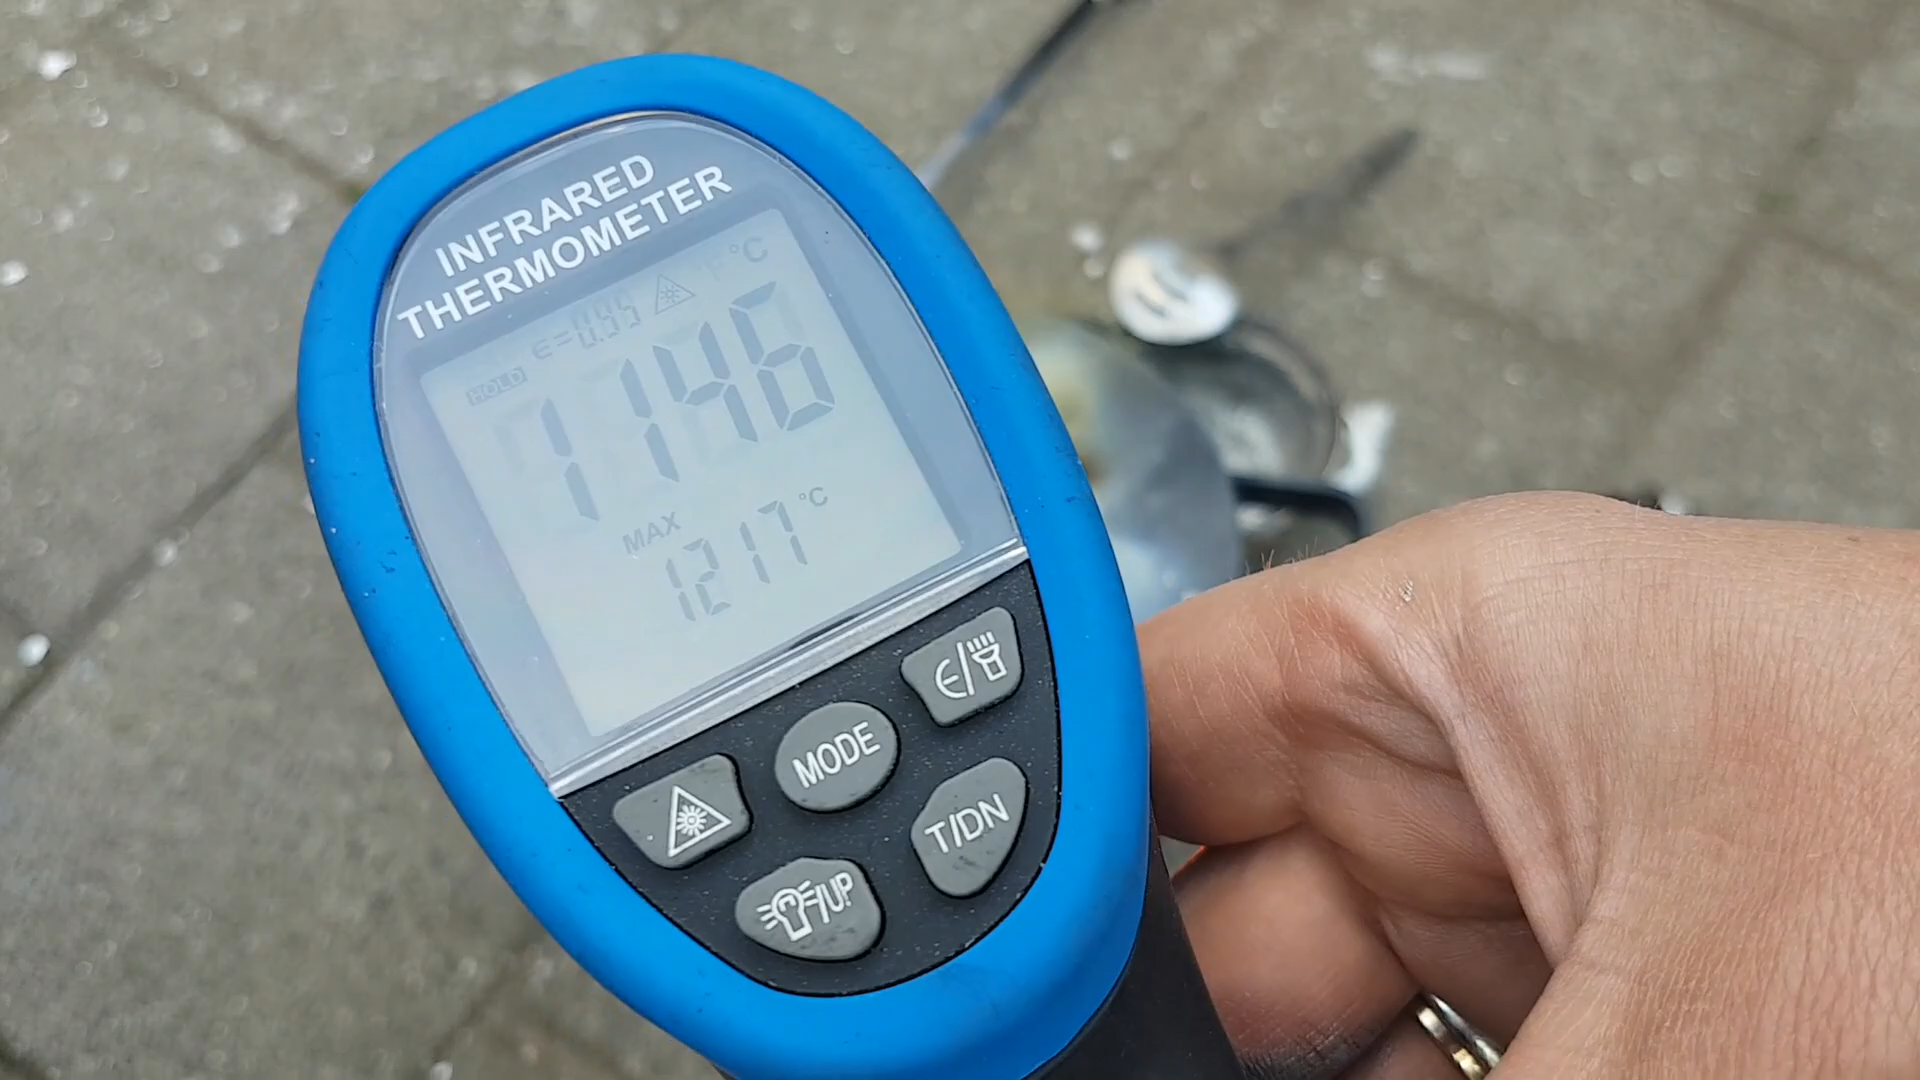 INFRARED
THERMOMETER
°C
ε=0.95
HOLD
1146
MAX 1217 °C
ε/
MODE
T/DN
/UP